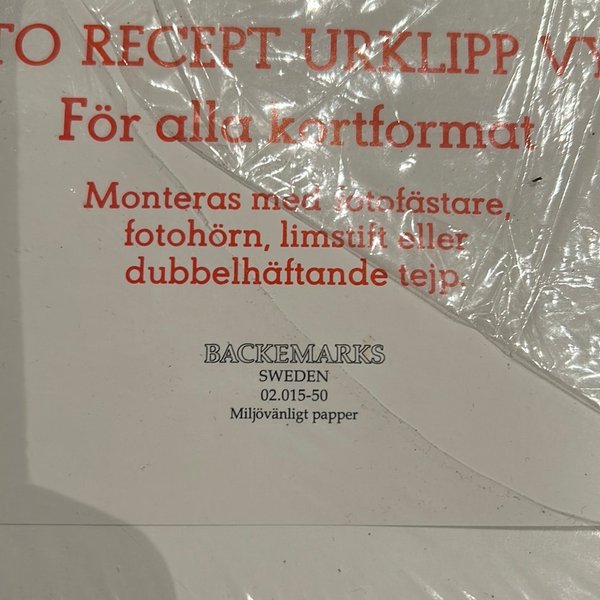 TO RECEPT URKLIPP VY
För alla kortformat
Monteras med fotofästare,
fotohörn, limstift eller
dubbelhäftande tejp.
BACKEMARKS
SWEDEN
02.015-50
Miljövänligt papper